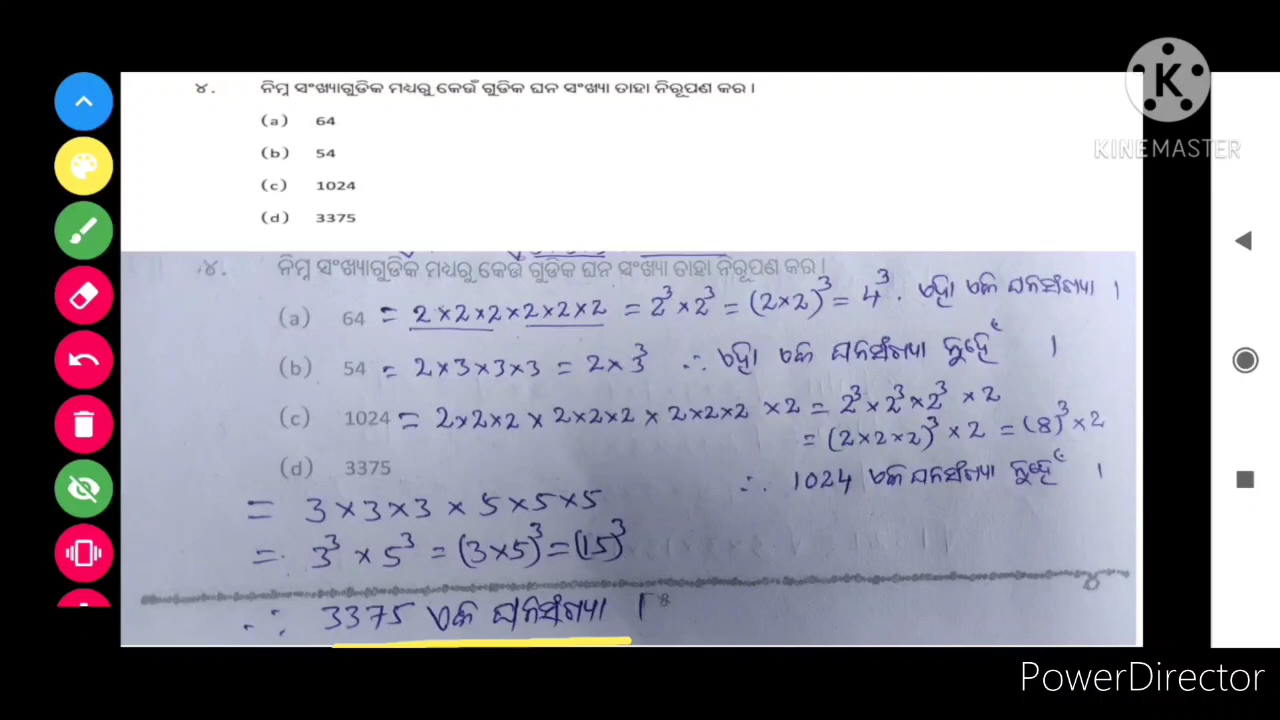 ୪. ନିମ୍ନ ସଂଖ୍ୟାଗୁଡିକ ମଧ୍ୟରୁ କେଉଁ ଗୁଡିକ ଘନ ସଂଖ୍ୟା ତାହା ନିରୂପଣ କର ।
(a) 64
(b) 54
(c) 1024
(d) 3375
K
KINEMASTER
୪. ନିମ୍ନ ସଂଖ୍ୟାଗୁଡିକ ମଧ୍ୟରୁ କେଉଁ ଗୁଡିକ ଘନ ସଂଖ୍ୟା ତାହା ନିରୂପଣ କର ।
(a) 64 = 2×2×2×2×2×2 = 2³×2³ = (2×2)³ = 4³. ଏହା ଏକ ଘନସଂଖ୍ୟା ।
(b) 54 = 2×3×3×3 = 2×3³ ∴ ଏହା ଏକ ଘନସଂଖ୍ୟା ନୁହେଁ ।
(c) 1024 = 2×2×2 × 2×2×2 × 2×2×2 ×2 = 2³×2³×2³ ×2
= (2×2×2)³ ×2 = (8)³×2
∴ 1024 ଏକ ଘନସଂଖ୍ୟା ନୁହେଁ ।
(d) 3375
= 3×3×3 × 5×5×5
= 3³ × 5³ = (3×5)³ = (15)³
∴ 3375 ଏକ ଘନସଂଖ୍ୟା ।
PowerDirector